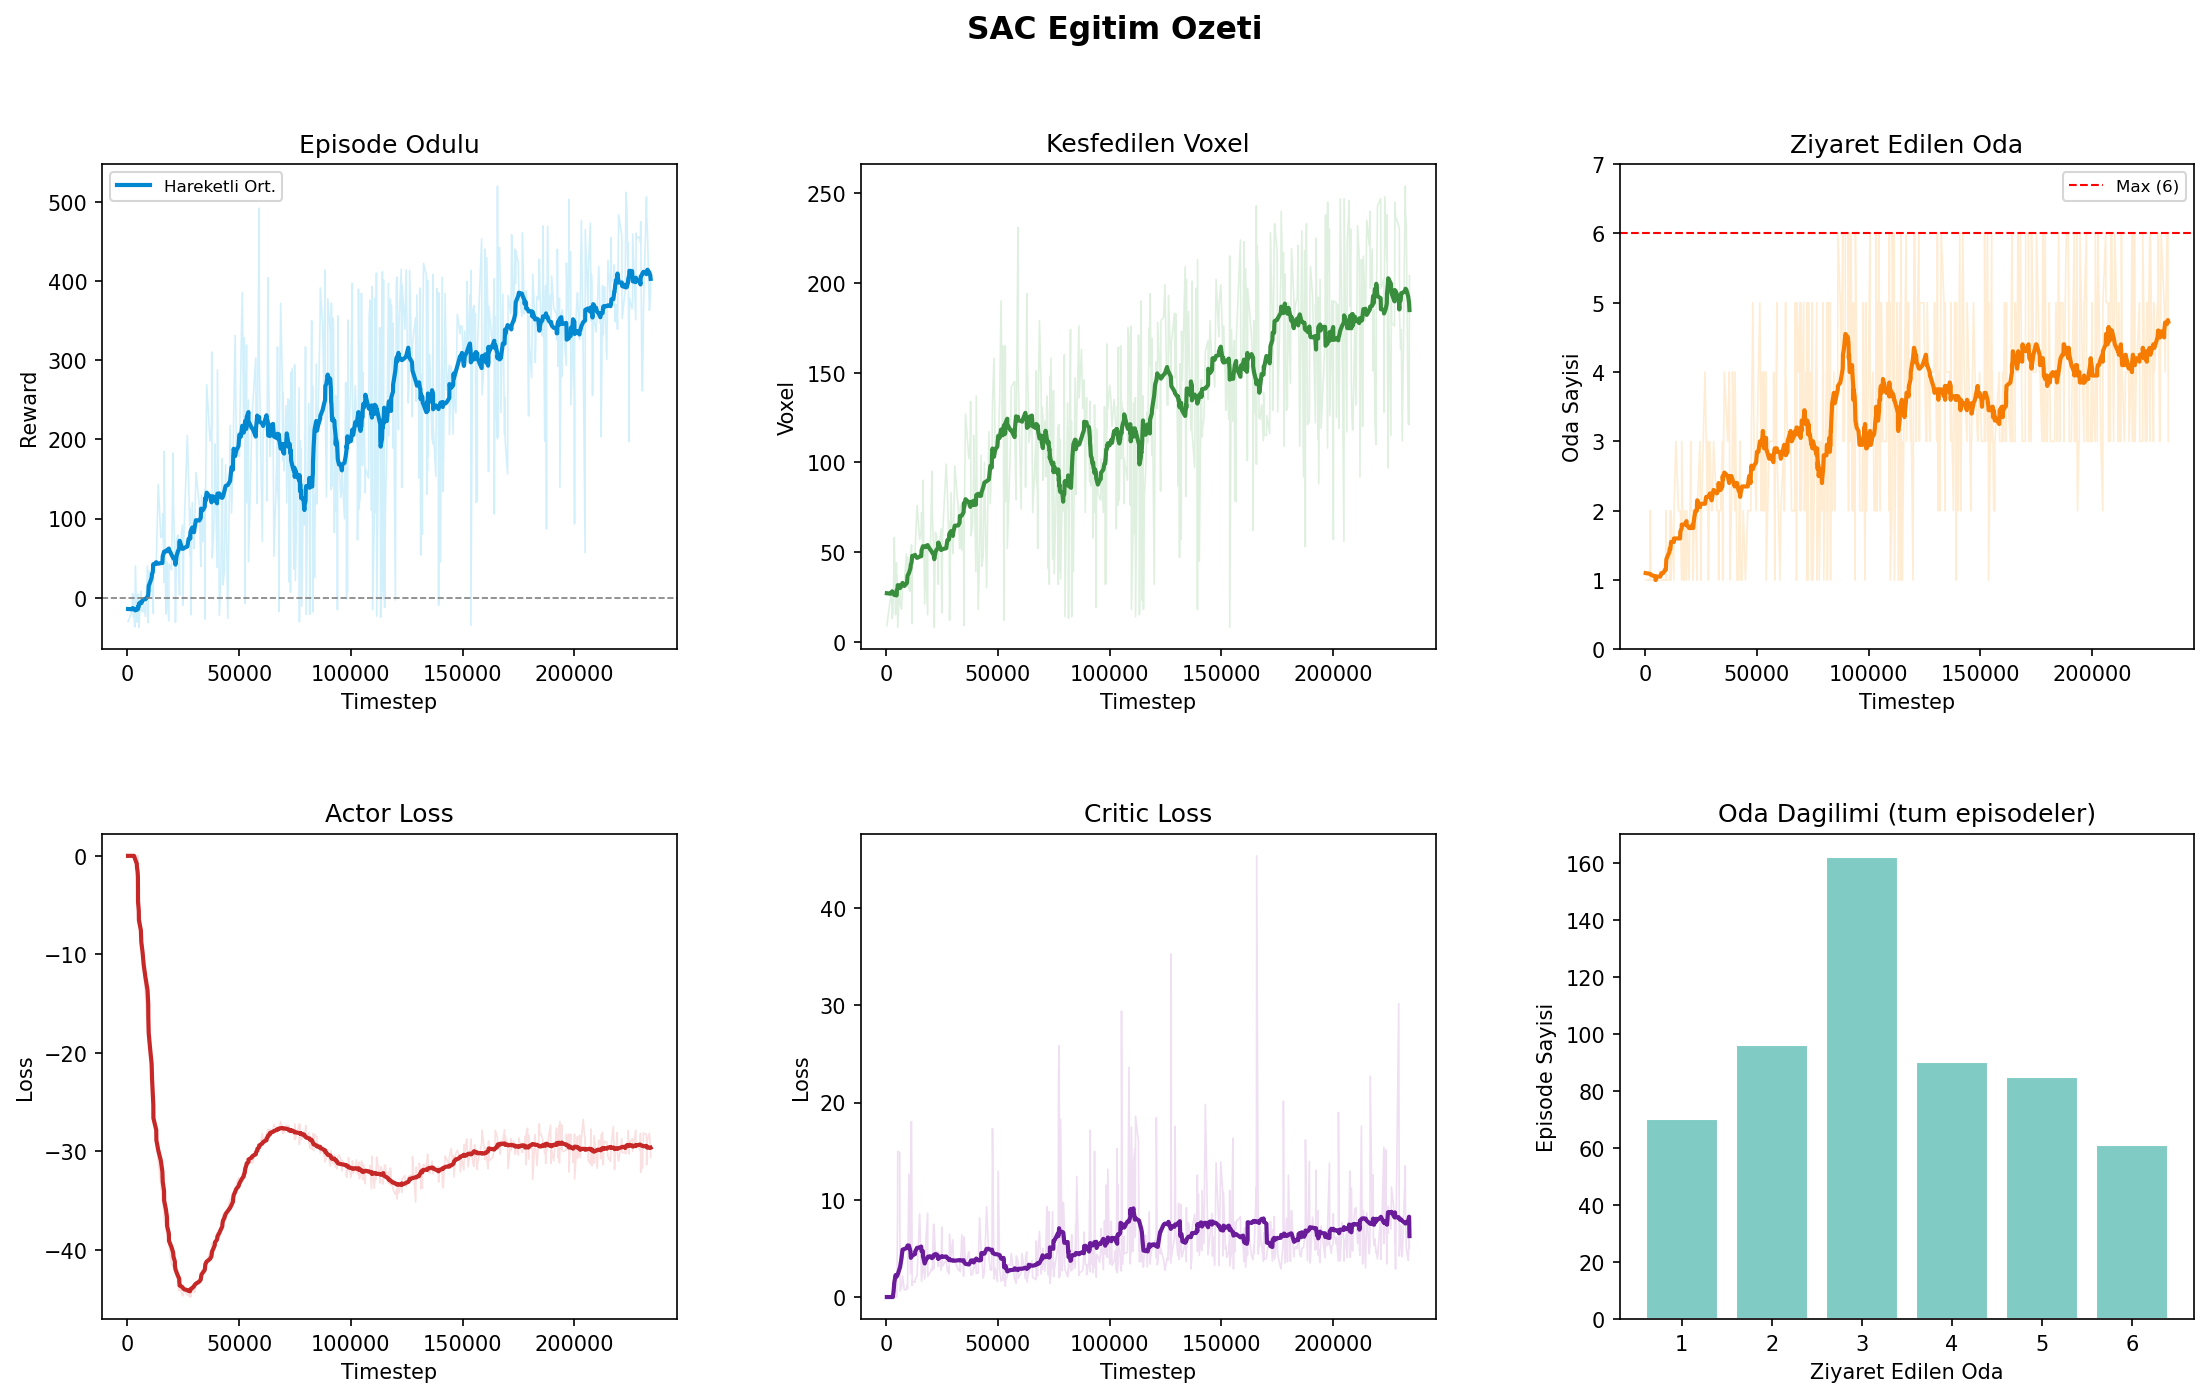 SAC Egitim Ozeti
Episode Odulu
Hareketli Ort.
Reward
500
400
300
200
100
0
0 50000 100000 150000 200000
Timestep
Kesfedilen Voxel
Voxel
250
200
150
100
50
0
0 50000 100000 150000 200000
Timestep
Ziyaret Edilen Oda
Max (6)
Oda Sayisi
7
6
5
4
3
2
1
0
0 50000 100000 150000 200000
Timestep
Actor Loss
Loss
0
−10
−20
−30
−40
0 50000 100000 150000 200000
Timestep
Critic Loss
Loss
40
30
20
10
0
0 50000 100000 150000 200000
Timestep
Oda Dagilimi (tum episodeler)
Episode Sayisi
160
140
120
100
80
60
40
20
0
1 2 3 4 5 6
Ziyaret Edilen Oda